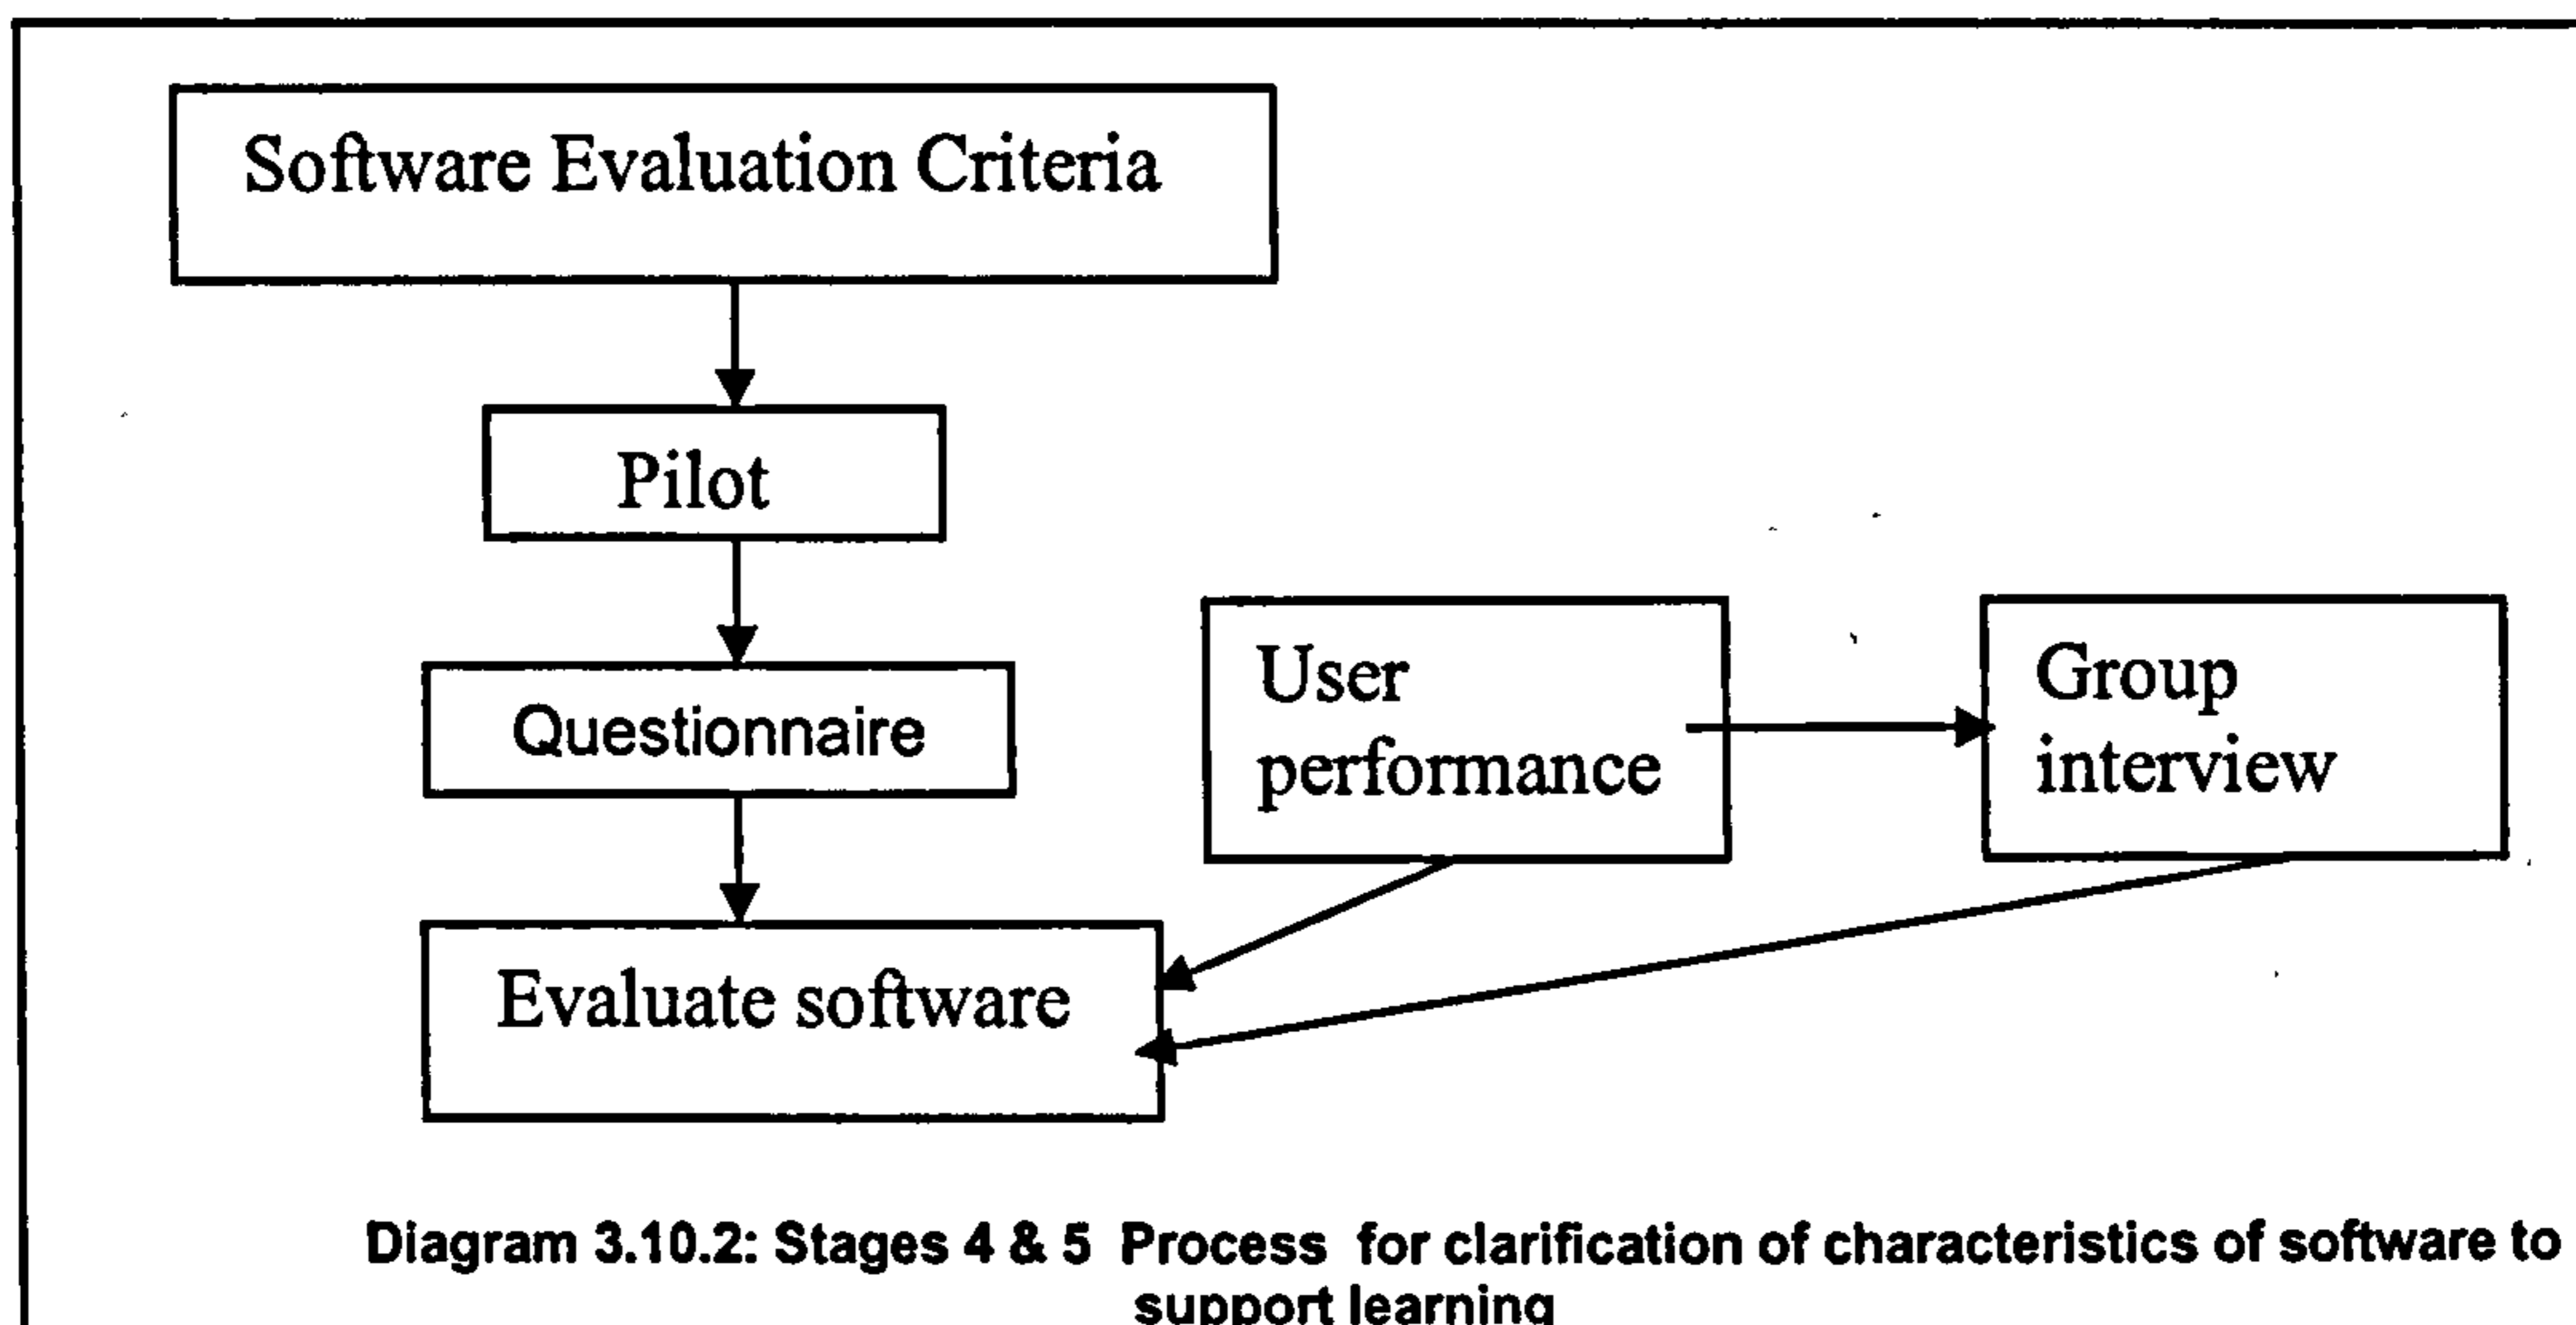 Software Evaluation Criteria
Pilot
Questionnaire
User
performance
Group
interview
Evaluate software
Diagram 3.10.2: Stages 4 & 5 Process for clarification of characteristics of software to
support learning